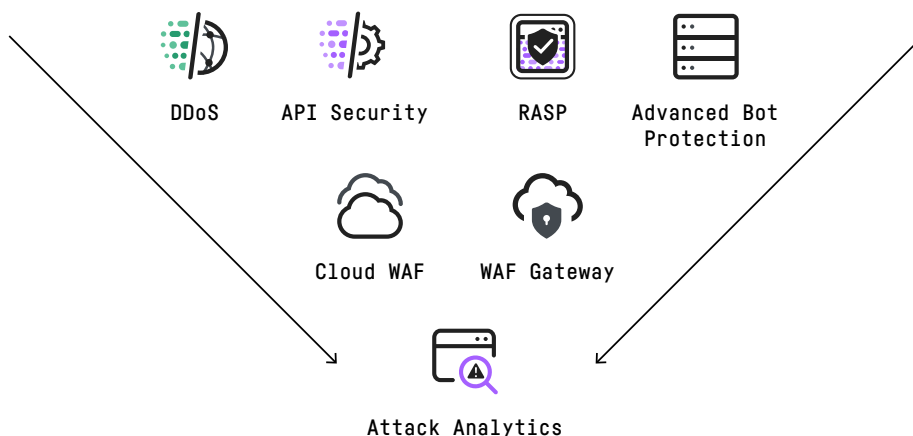 DDoS
API Security
RASP
Advanced Bot
Protection
Cloud WAF
WAF Gateway
Attack Analytics